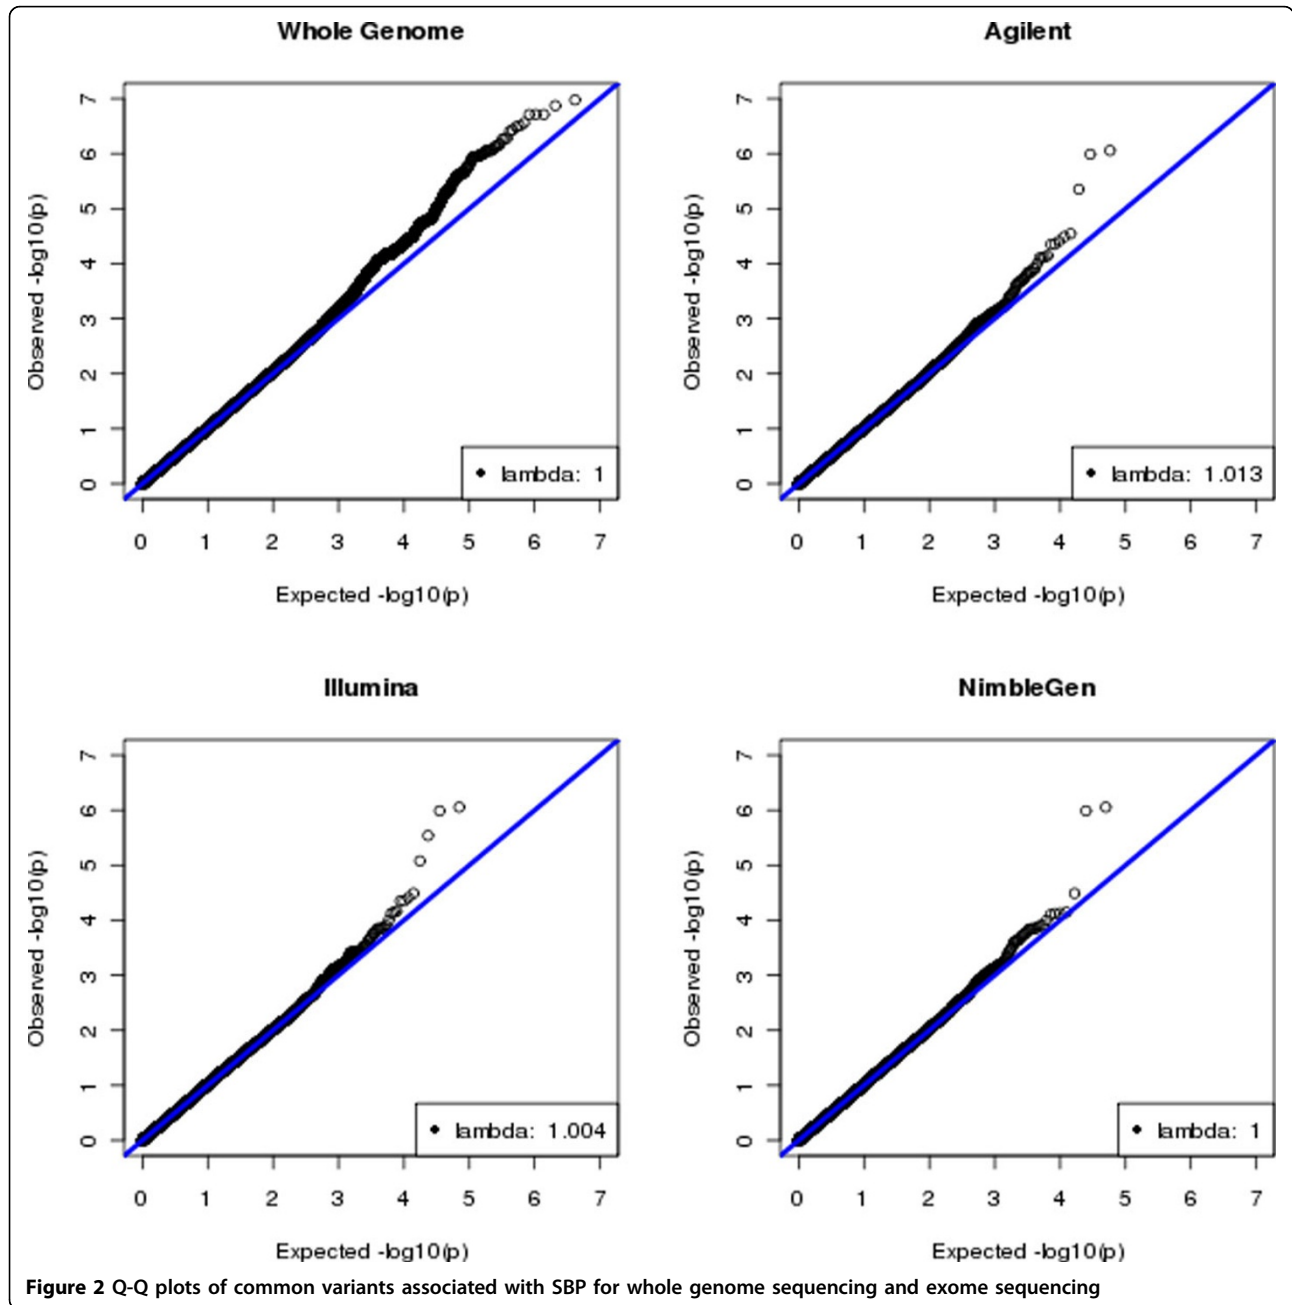 Whole Genome
Observed -log10(p)
7
6
5
4
3
2
1
0
lambda: 1
0 1 2 3 4 5 6 7
Expected -log10(p)
Agilent
Observed -log10(p)
7
6
5
4
3
2
1
0
lambda: 1.013
0 1 2 3 4 5 6 7
Expected -log10(p)
Illumina
Observed -log10(p)
7
6
5
4
3
2
1
0
lambda: 1.004
0 1 2 3 4 5 6 7
Expected -log10(p)
NimbleGen
Observed -log10(p)
7
6
5
4
3
2
1
0
lambda: 1
0 1 2 3 4 5 6 7
Expected -log10(p)
Figure 2 Q-Q plots of common variants associated with SBP for whole genome sequencing and exome sequencing